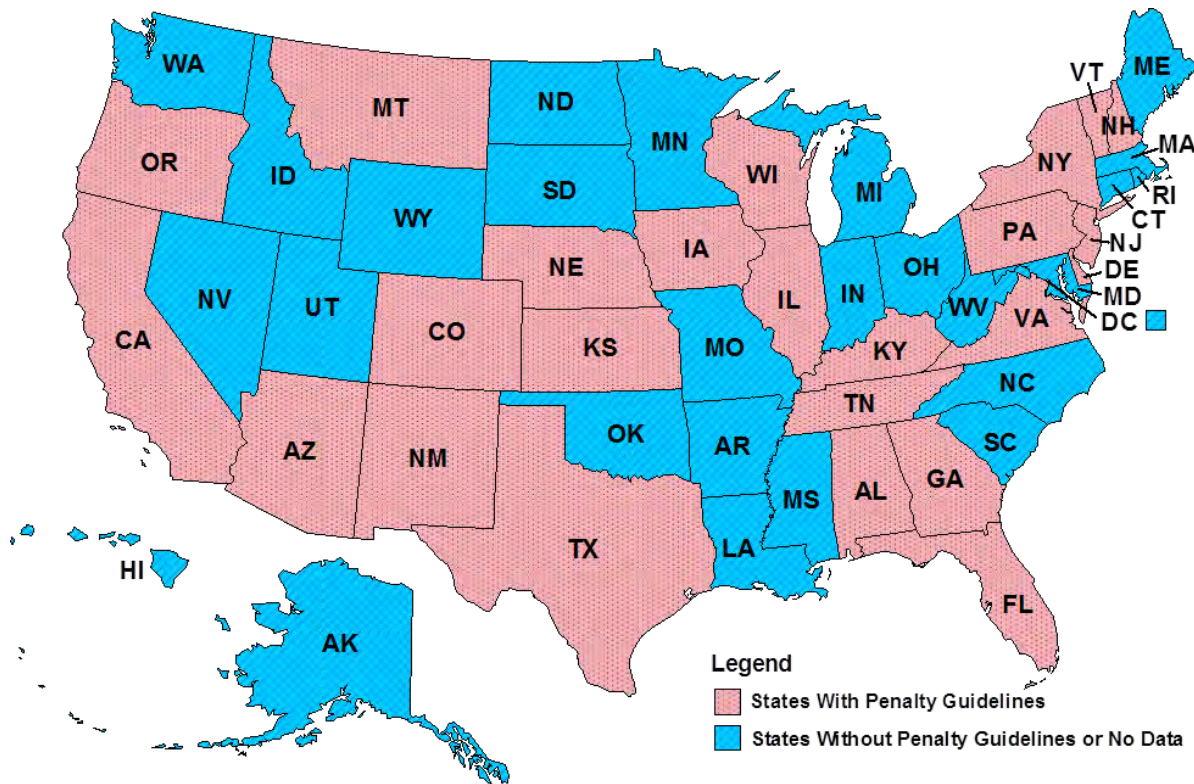 WA
MT
ND
MN
ME
VT
NH
MA
OR
ID
WY
SD
WI
MI
NY
RI
CT
NV
UT
NE
IA
PA
NJ
CA
CO
KS
IL
IN
OH
WV
VA
DE
MD
DC
MO
KY
NC
TN
AZ
NM
OK
AR
SC
TX
LA
MS
AL
GA
FL
HI
AK
Legend
States With Penalty Guidelines
States Without Penalty Guidelines or No Data